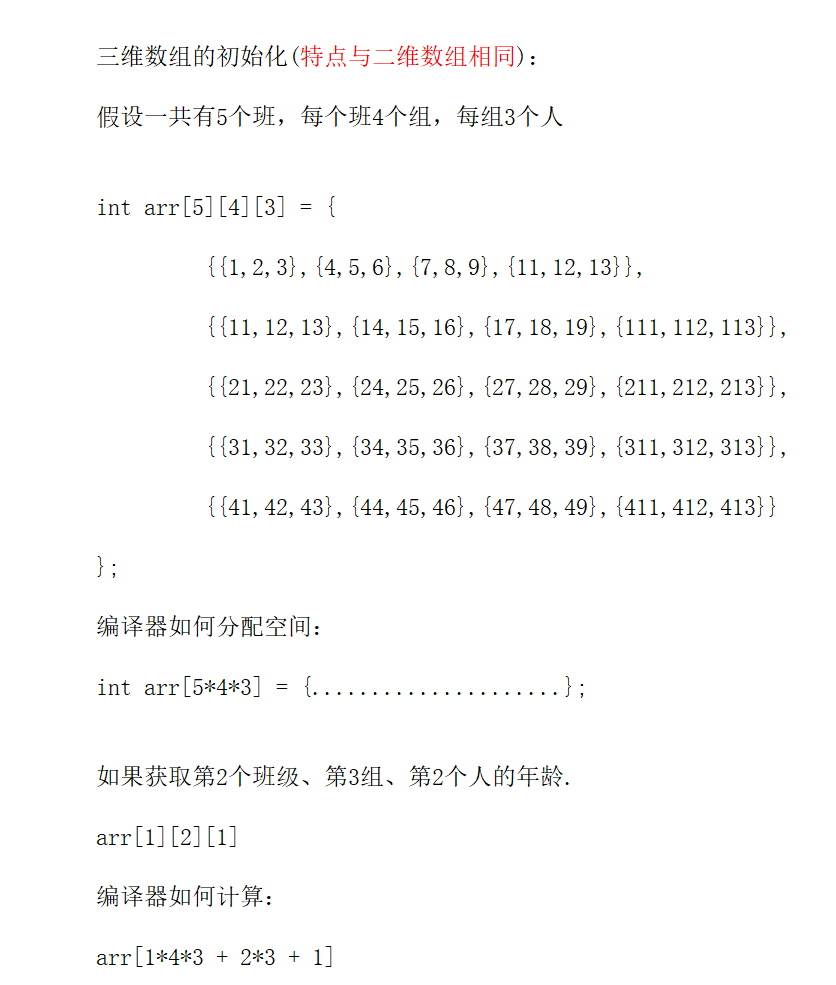 三维数组的初始化(特点与二维数组相同)：
假设一共有5个班，每个班4个组，每组3个人
int arr[5][4][3] = {
{{1,2,3},{4,5,6},{7,8,9},{11,12,13}},
{{11,12,13},{14,15,16},{17,18,19},{111,112,113}},
{{21,22,23},{24,25,26},{27,28,29},{211,212,213}},
{{31,32,33},{34,35,36},{37,38,39},{311,312,313}},
{{41,42,43},{44,45,46},{47,48,49},{411,412,413}}
};
编译器如何分配空间：
int arr[5*4*3] = {.....................};
如果获取第2个班级、第3组、第2个人的年龄.
arr[1][2][1]
编译器如何计算：
arr[1*4*3 + 2*3 + 1]